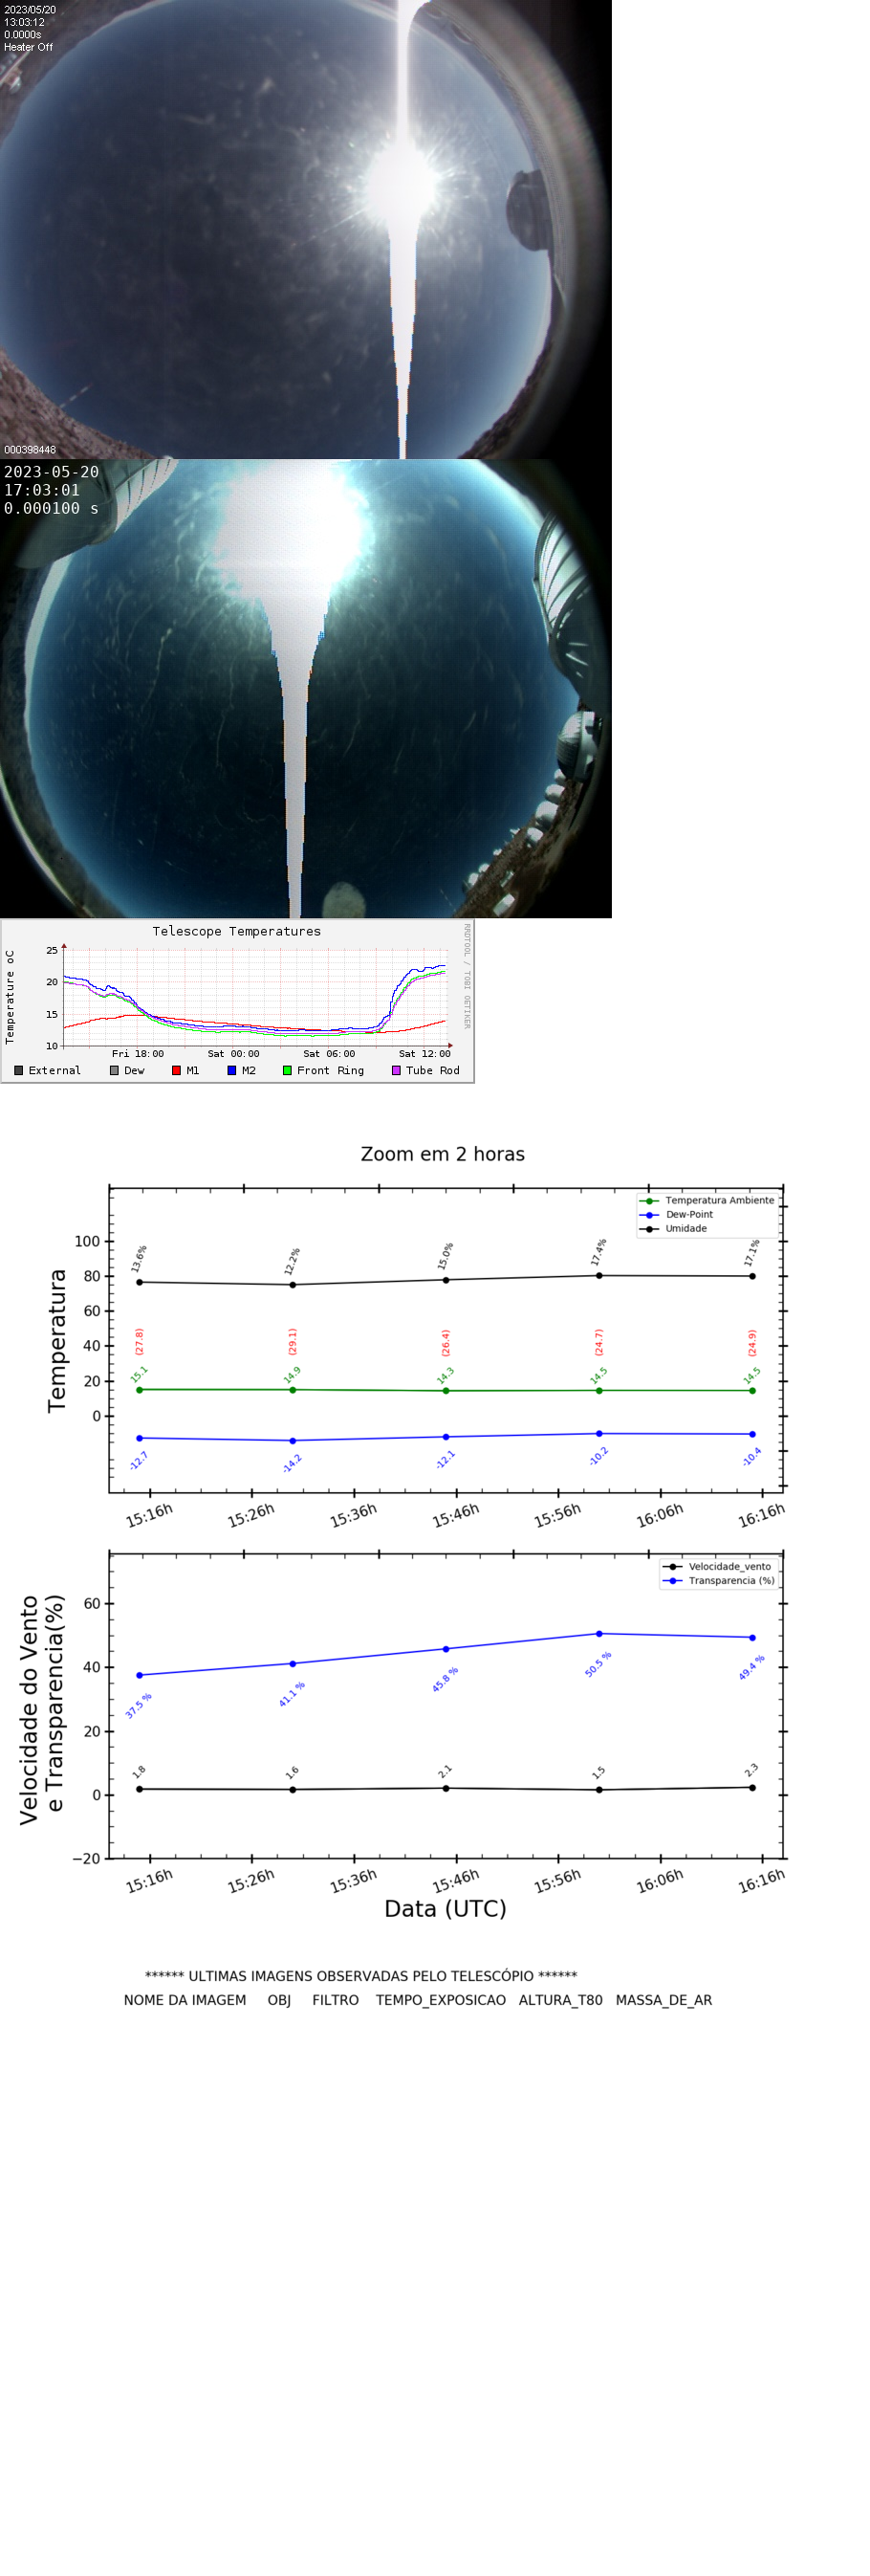 2023/05/20
13:03:12
0.0000s
Heater Off
000398448
2023-05-20
17:03:01
0.000100 s
Telescope Temperatures
RRDTOOL / TOBI OETIKER
Temperature oC
25
20
15
10
Fri 18:00 Sat 00:00 Sat 06:00 Sat 12:00
External Dew M1 M2 Front Ring Tube Rod
Zoom em 2 horas
Temperatura Ambiente
Dew-Point
Umidade
Temperatura
100
80
60
40
20
0
13.6% 12.2% 15.0% 17.4% 17.1%
(27.8) (29.1) (26.4) (24.7) (24.9)
15.1 14.9 14.3 14.5 14.5
-12.7 -14.2 -12.1 -10.2 -10.4
15:16h 15:26h 15:36h 15:46h 15:56h 16:06h 16:16h
Velocidade_vento
Transparencia (%)
Velocidade do Vento
e Transparencia(%)
60
40
20
0
−20
37.5 % 41.1 % 45.8 % 50.5 % 49.4 %
1.8 1.6 2.1 1.5 2.3
15:16h 15:26h 15:36h 15:46h 15:56h 16:06h 16:16h
Data (UTC)
****** ULTIMAS IMAGENS OBSERVADAS PELO TELESCÓPIO ******
NOME DA IMAGEM OBJ FILTRO TEMPO_EXPOSICAO ALTURA_T80 MASSA_DE_AR